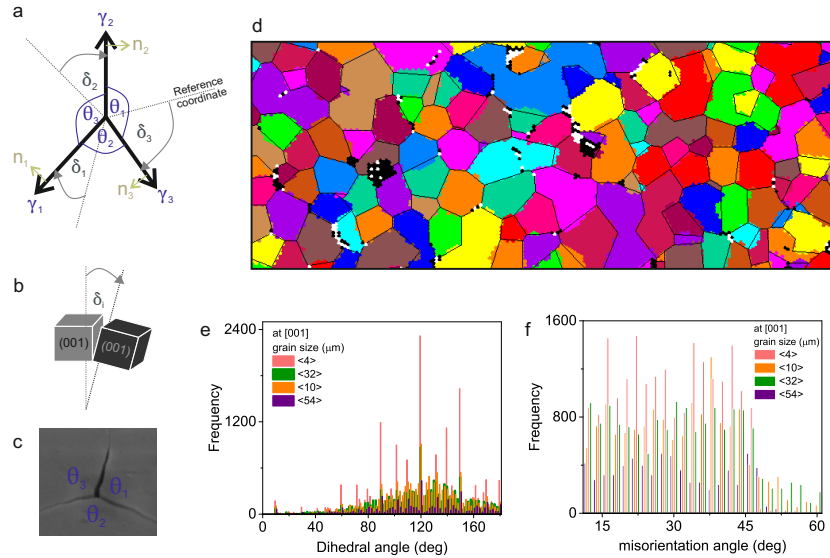 a
γ₂
n₂
δ₂
Reference
coordinate
θ₁
θ₃
θ₂
δ₃
n₁
δ₁
n₃
γ₁
γ₃
b
δᵢ
(001)
(001)
c
θ₃
θ₁
θ₂
d
e
at [001]
grain size (μm)
<4>
<32>
<10>
<54>
Frequency
2400
1200
0
0
40
80
120
160
Dihedral angle (deg)
f
at [001]
grain size (μm)
<4>
<10>
<32>
<54>
Frequency
1600
800
0
15
30
45
60
misorientation angle (deg)